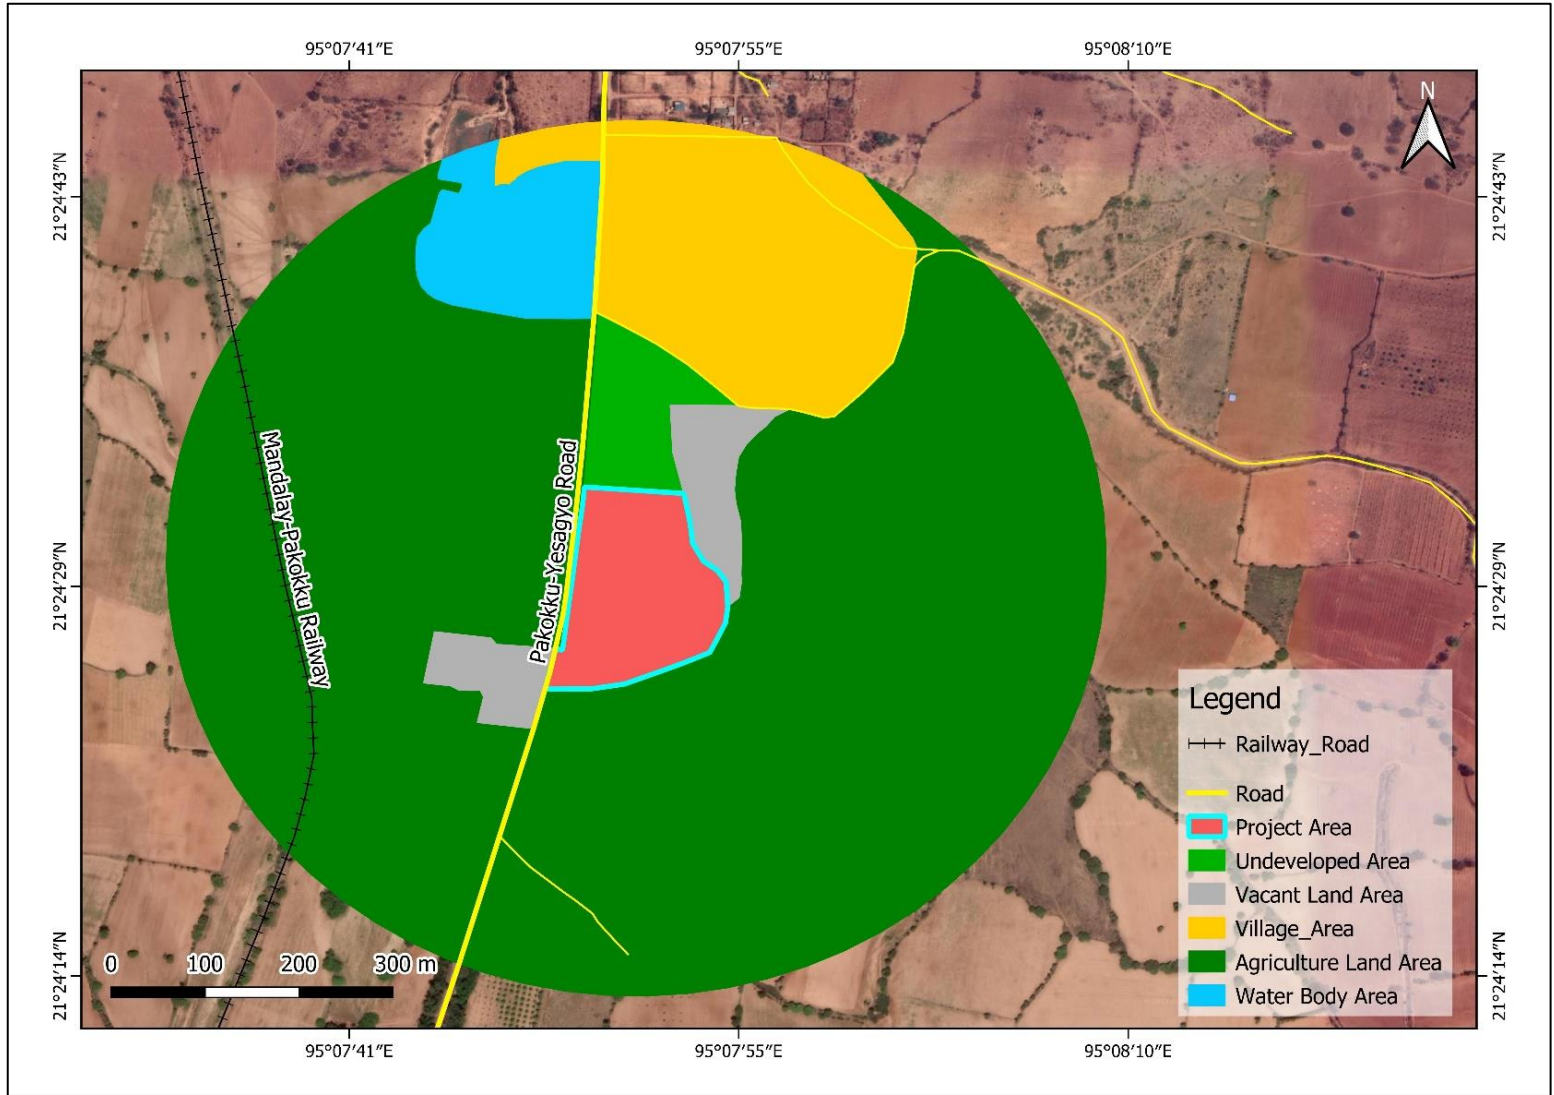 95°07'41"E
95°07'55"E
95°08'10"E
N
21°24'43"N
21°24'43"N
Mandalay-Pakokku Railway
Pakokku-Yesagyo Road
21°24'29"N
21°24'29"N
Legend
Railway_Road
Road
Project Area
Undeveloped Area
Vacant Land Area
Village_Area
Agriculture Land Area
Water Body Area
0 100 200 300 m
21°24'14"N
21°24'14"N
95°07'41"E
95°07'55"E
95°08'10"E